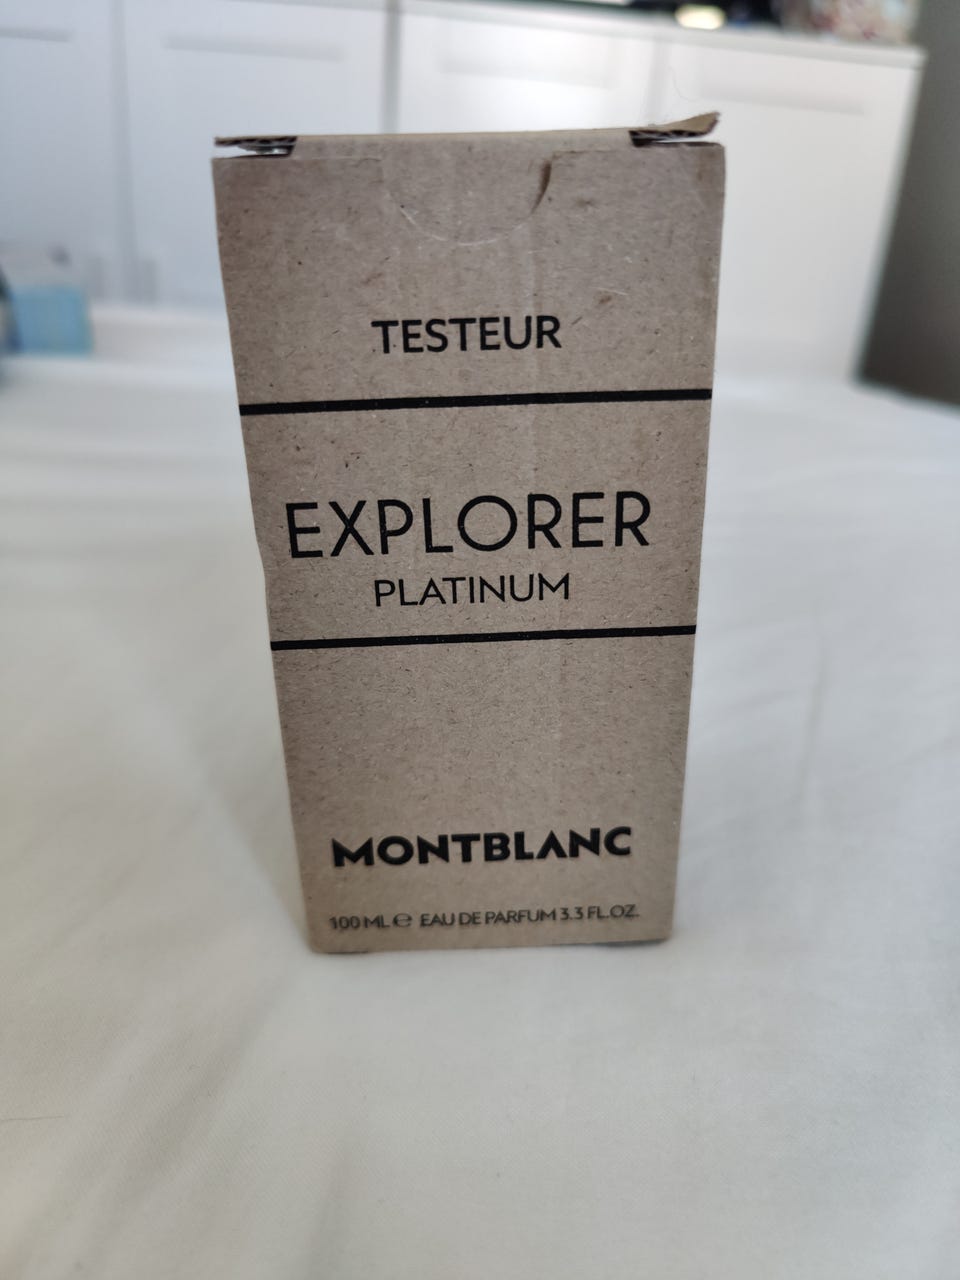 TESTEUR
EXPLORER
PLATINUM
MONTBLANC
100 ML ℮ EAU DE PARFUM 3.3 FL.OZ.